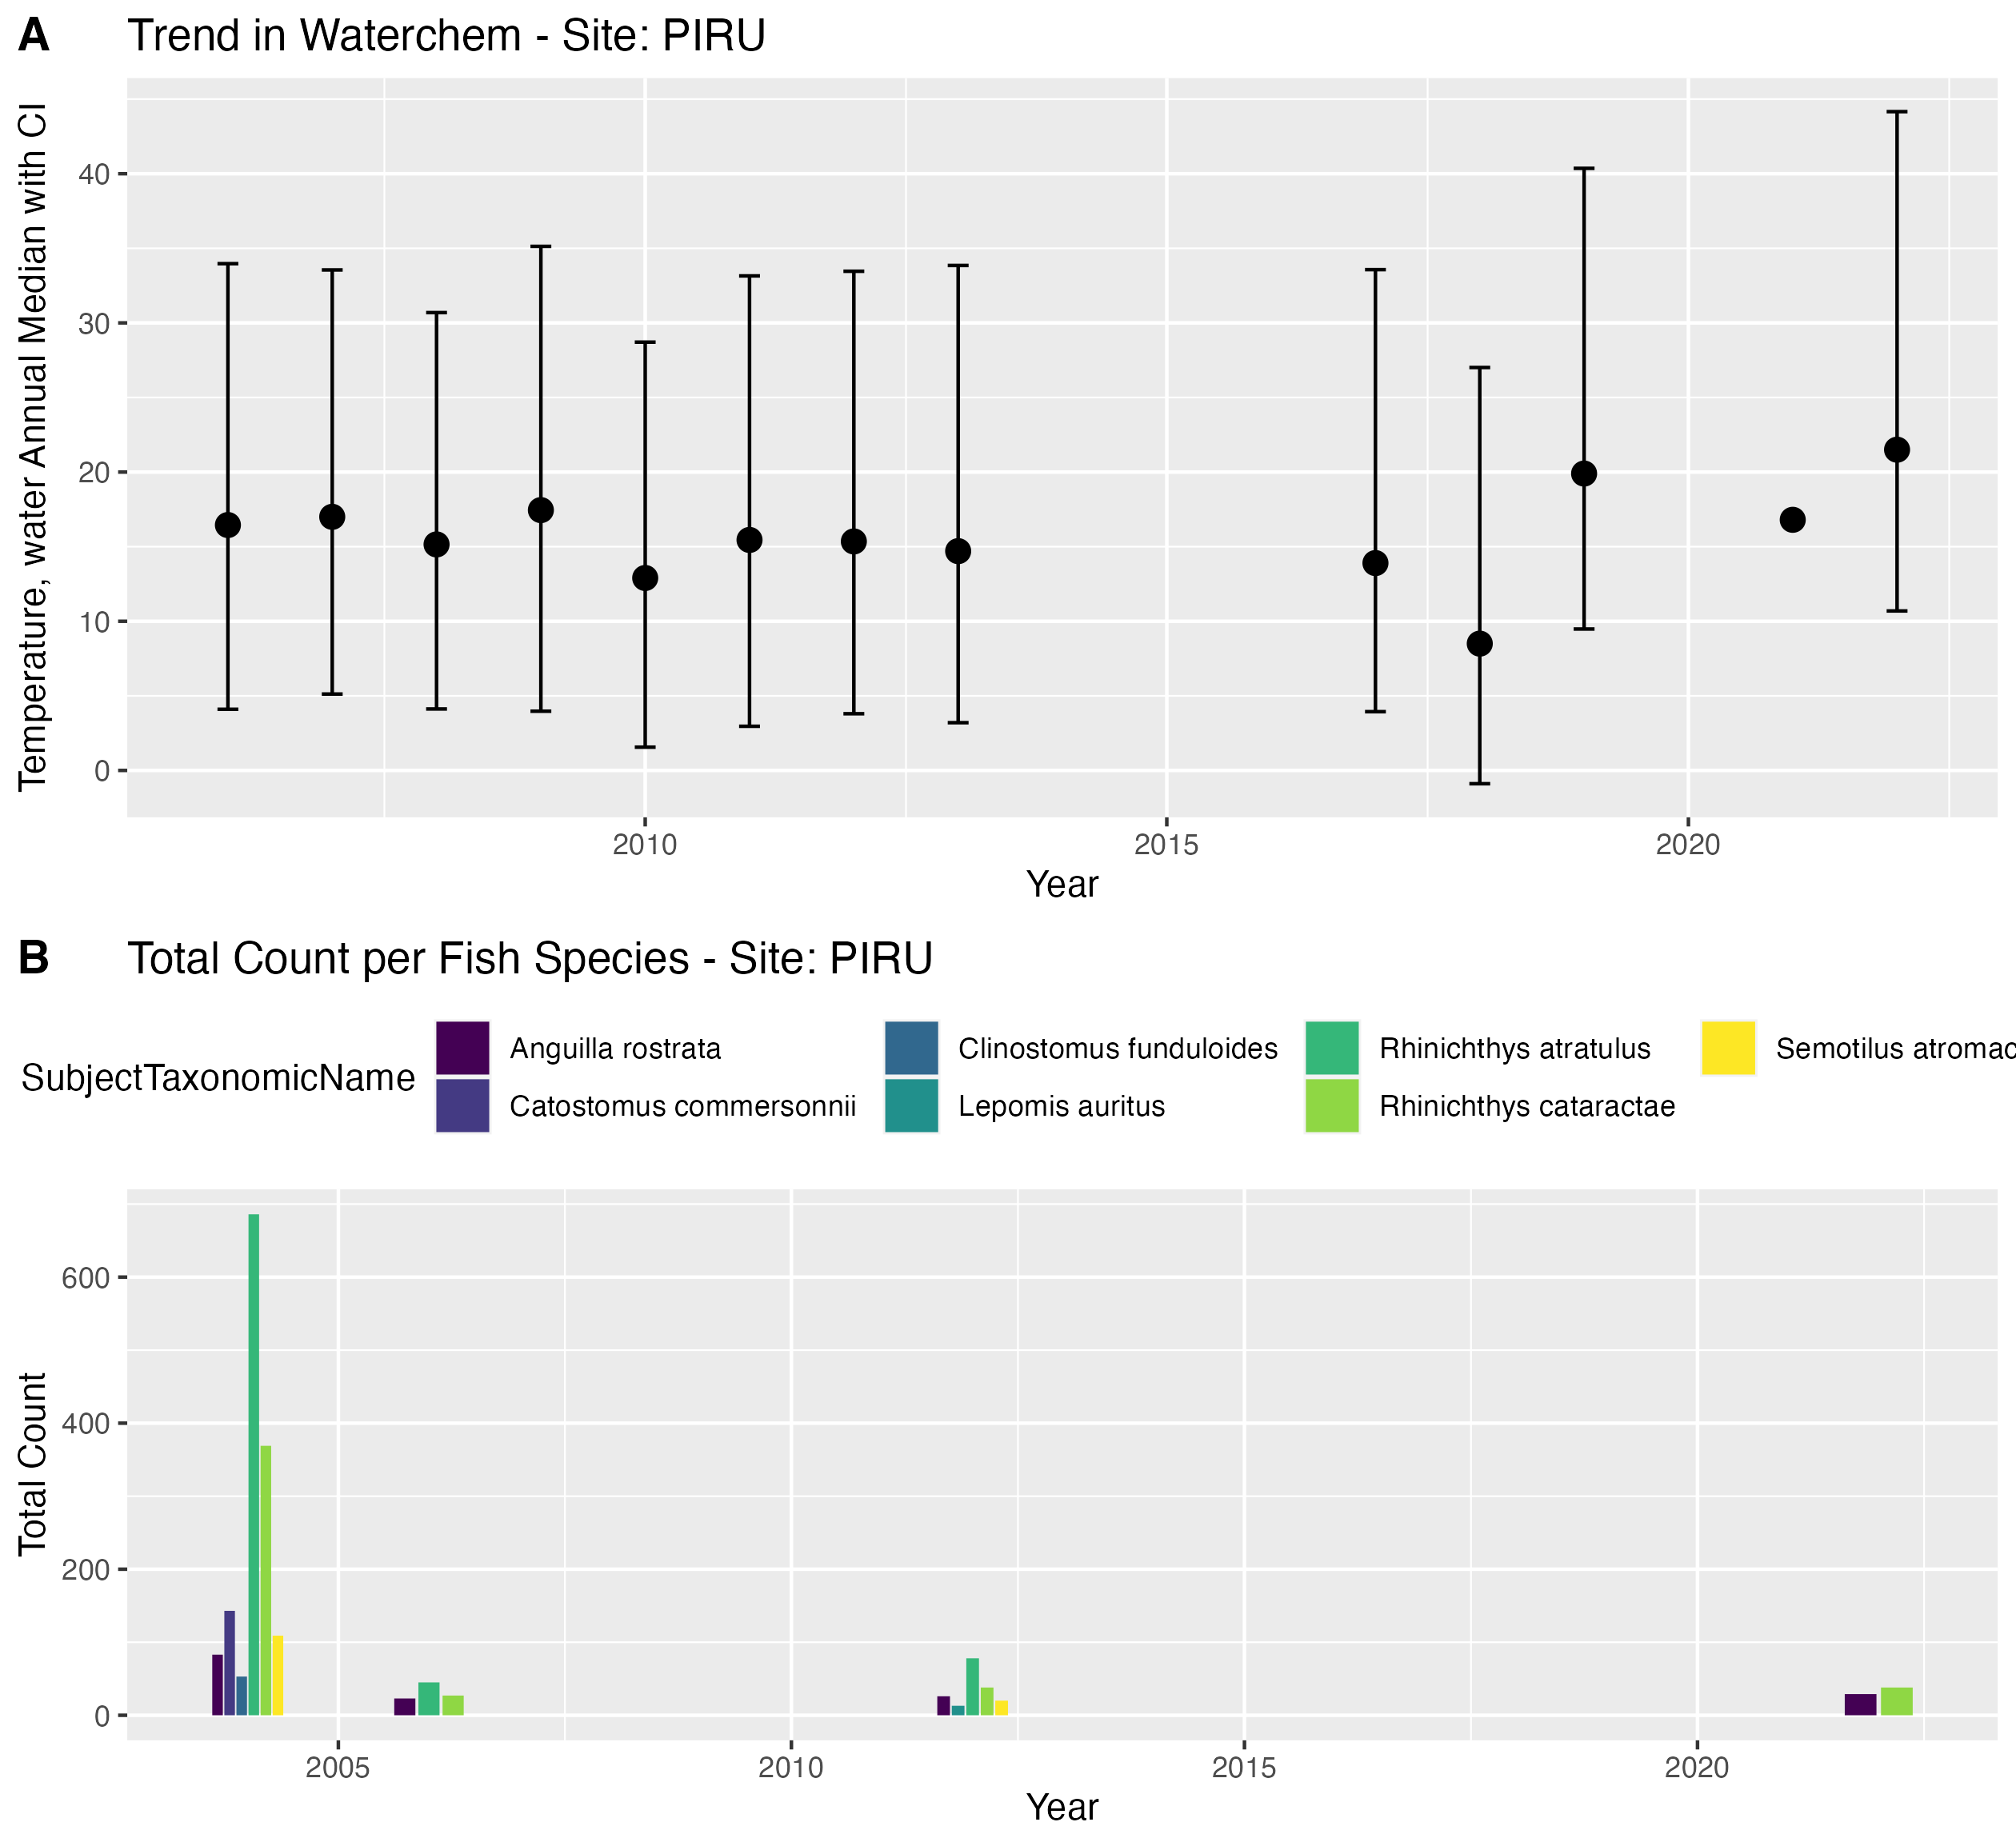 A Trend in Waterchem - Site: PIRU
Temperature, water Annual Median with CI
40
30
20
10
0
2010 2015 2020
Year
B Total Count per Fish Species - Site: PIRU
SubjectTaxonomicName
Anguilla rostrata Clinostomus funduloides Rhinichthys atratulus Semotilus atromac
Catostomus commersonnii Lepomis auritus Rhinichthys cataractae
Total Count
600
400
200
0
2005 2010 2015 2020
Year